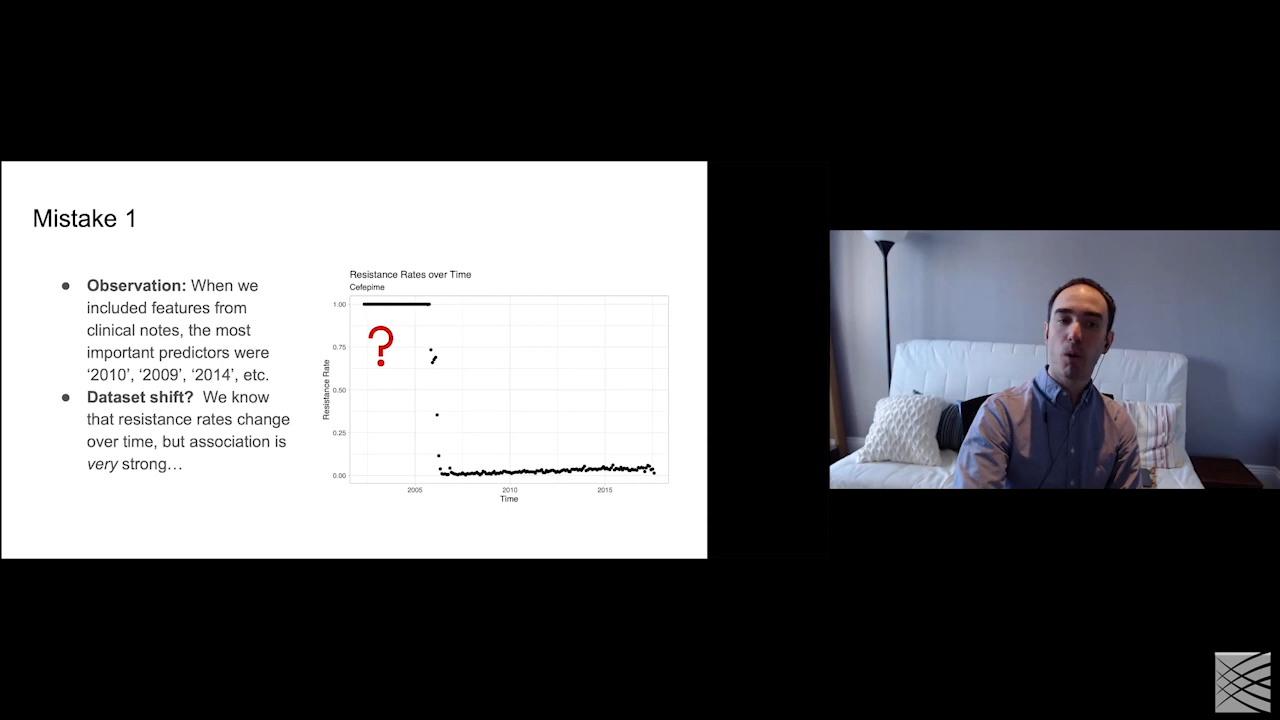 Mistake 1
● Observation: When we
included features from
clinical notes, the most
important predictors were
‘2010’, ‘2009’, ‘2014’, etc.
● Dataset shift? We know
that resistance rates change
over time, but association is
very strong…
Resistance Rates over Time
Cefepime
1.00
?
0.75
0.50
0.25
0.00
Resistance Rate
2005 2010 2015
Time